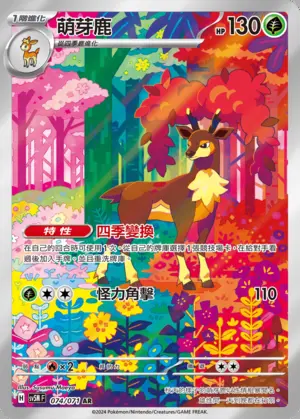 1階進化
萌芽鹿
HP 130
從四季鹿進化
特性 四季變換
在自己的回合時可使用1次。從自己的牌庫選擇1張競技場卡,在給對手看
過後加入手牌。並且重洗牌庫。
怪力角擊 110
×2
Illus. Susumu Maeya
H SV5M F 074/071 AR
©2024 Pokémon/Nintendo/Creatures/GAME FREAK.